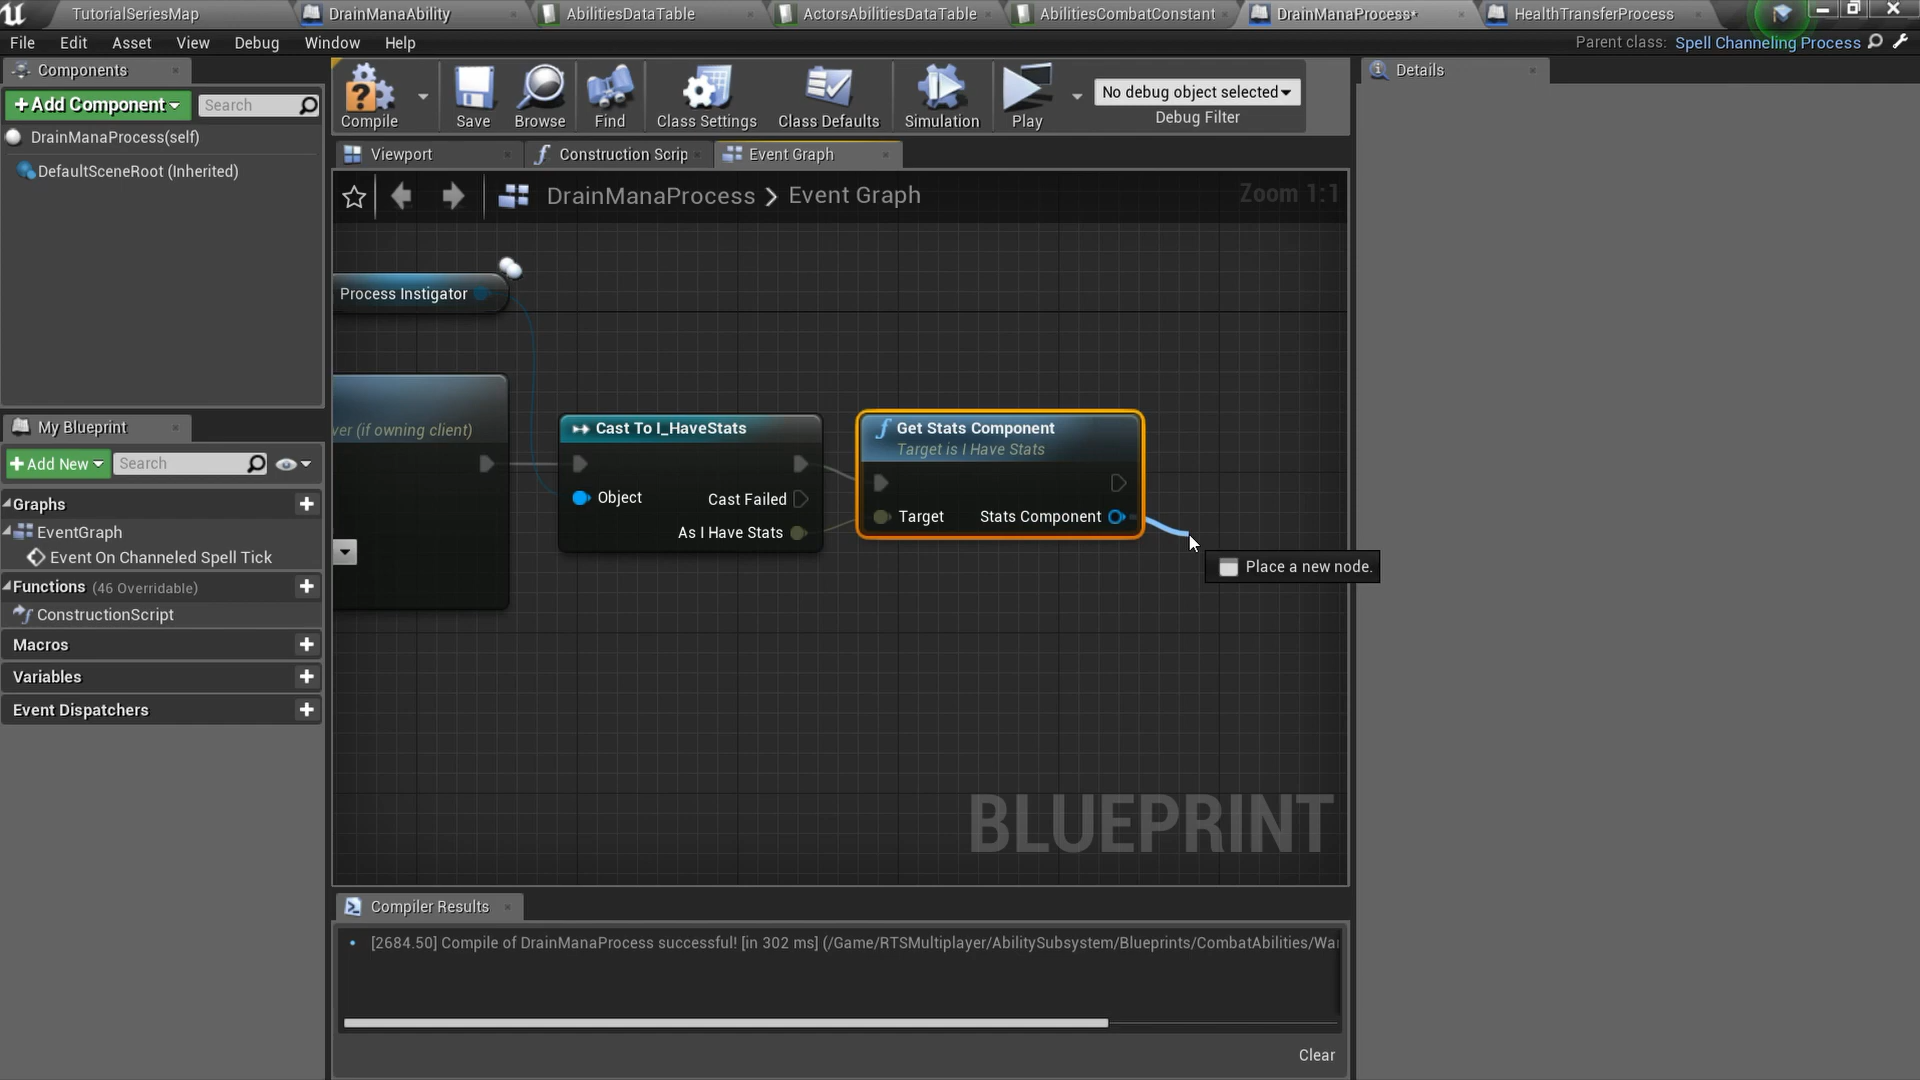 TutorialSeriesMap
DrainManaAbility
AbilitiesDataTable
ActorsAbilitiesDataTable
AbilitiesCombatConstant
DrainManaProcess*
HealthTransferProcess
File Edit Asset View Debug Window Help
Parent class: Spell Channeling Process
Components
+Add Component
Search
DrainManaProcess(self)
DefaultSceneRoot (Inherited)
Compile
Save
Browse
Find
Class Settings
Class Defaults
Simulation
Play
No debug object selected
Debug Filter
Details
Viewport
Construction Scrip
Event Graph
DrainManaProcess > Event Graph
Zoom 1:1
Process Instigator
ver (if owning client)
Cast To I_HaveStats
Object
Cast Failed
As I Have Stats
Get Stats Component
Target is I Have Stats
Target
Stats Component
Place a new node.
BLUEPRINT
My Blueprint
+Add New
Search
Graphs
EventGraph
Event On Channeled Spell Tick
Functions (46 Overridable)
ConstructionScript
Macros
Variables
Event Dispatchers
Compiler Results
[2684.50] Compile of DrainManaProcess successful! [in 302 ms] (/Game/RTSMultiplayer/AbilitySubsystem/Blueprints/CombatAbilities/War
Clear